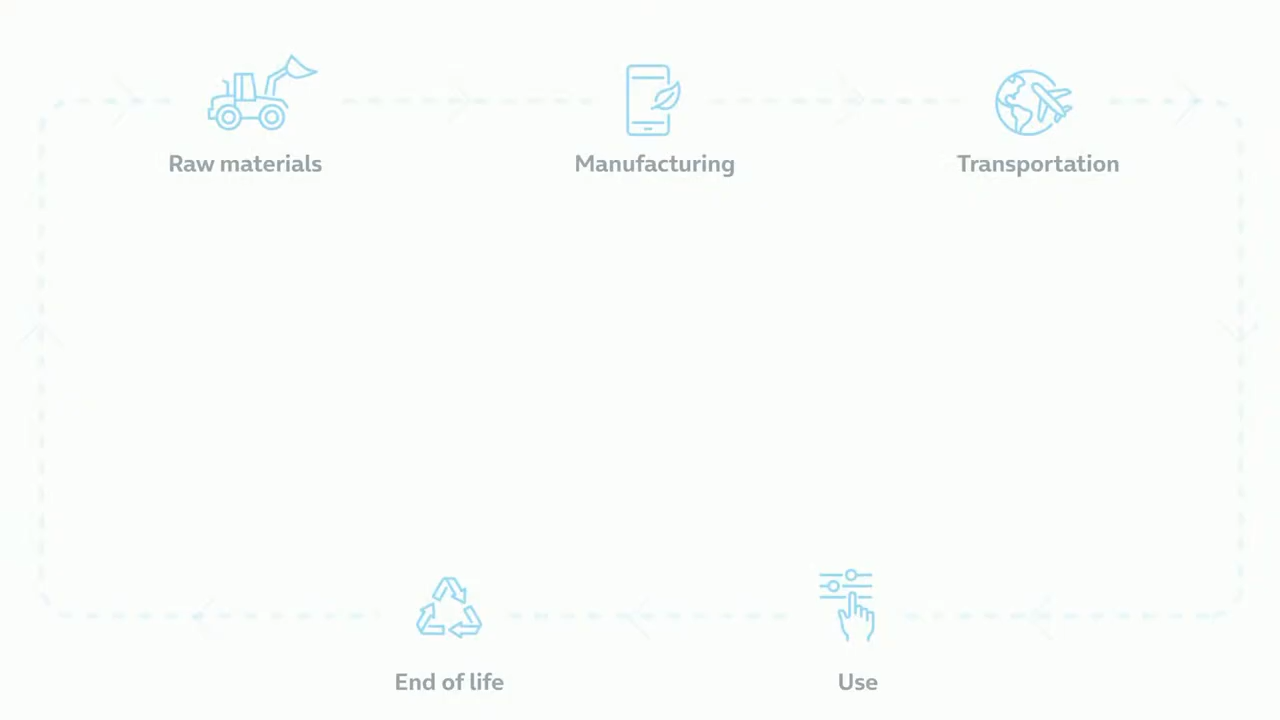 Raw materials
Manufacturing
Transportation
End of life
Use